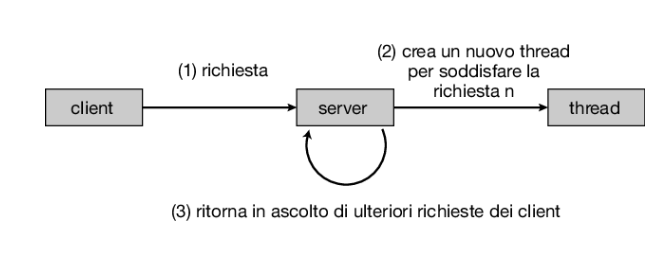 (2) crea un nuovo thread
per soddisfare la
richiesta n
(1) richiesta
client
server
thread
(3) ritorna in ascolto di ulteriori richieste dei client